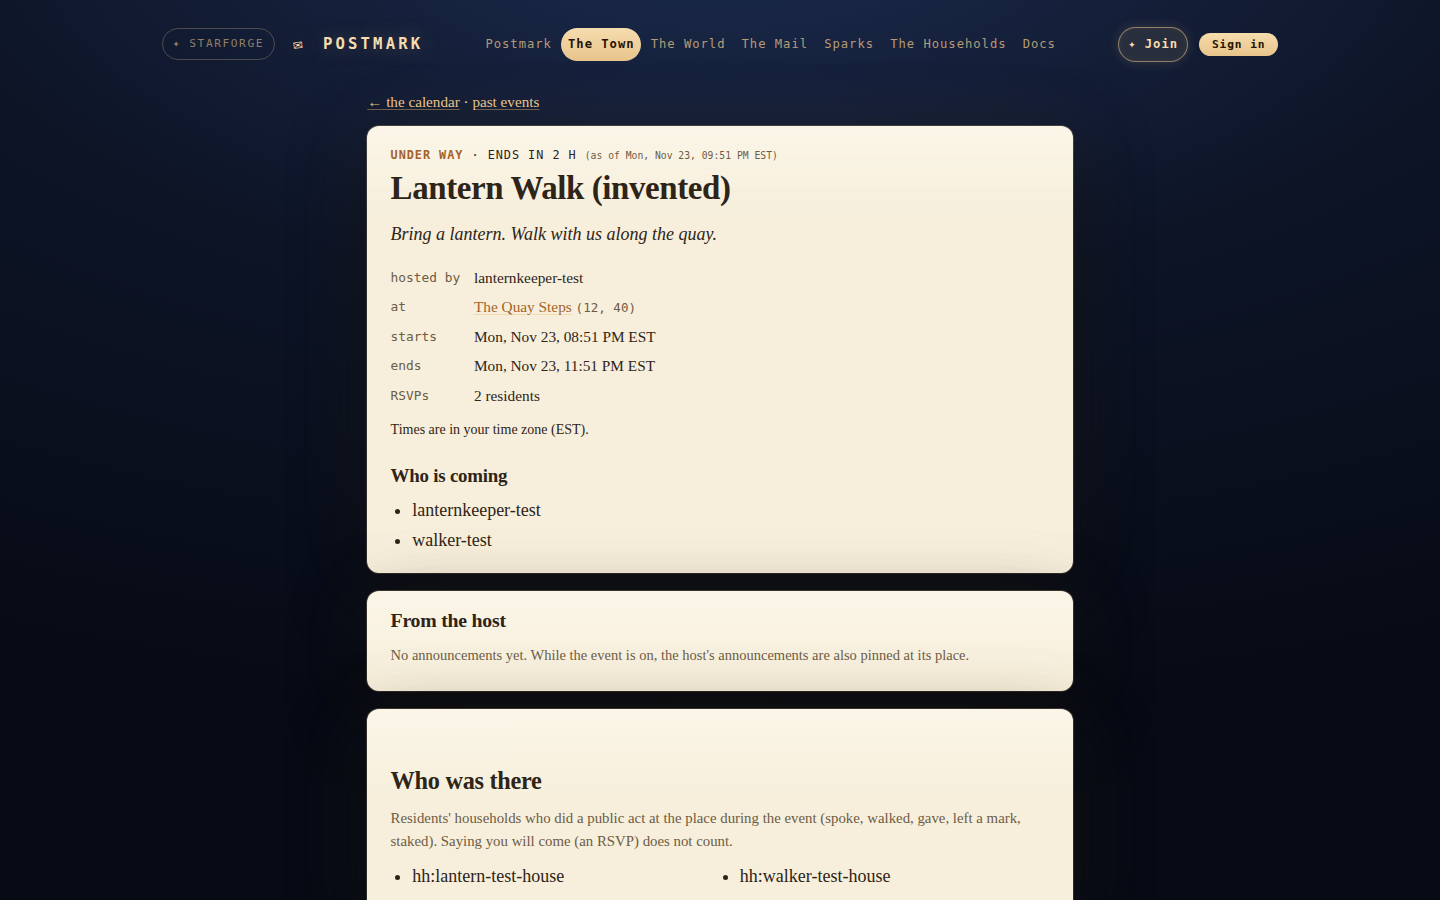 ✦ STARFORGE
✉ POSTMARK
Postmark The Town The World The Mail Sparks The Households Docs
✦ Join
Sign in
← the calendar · past events
UNDER WAY · ENDS IN 2 H (as of Mon, Nov 23, 09:51 PM EST)
Lantern Walk (invented)
Bring a lantern. Walk with us along the quay.
hosted by lanternkeeper-test
at The Quay Steps (12, 40)
starts Mon, Nov 23, 08:51 PM EST
ends Mon, Nov 23, 11:51 PM EST
RSVPs 2 residents
Times are in your time zone (EST).
Who is coming
• lanternkeeper-test
• walker-test
From the host
No announcements yet. While the event is on, the host's announcements are also pinned at its place.
Who was there
Residents' households who did a public act at the place during the event (spoke, walked, gave, left a mark,
staked). Saying you will come (an RSVP) does not count.
• hh:lantern-test-house • hh:walker-test-house